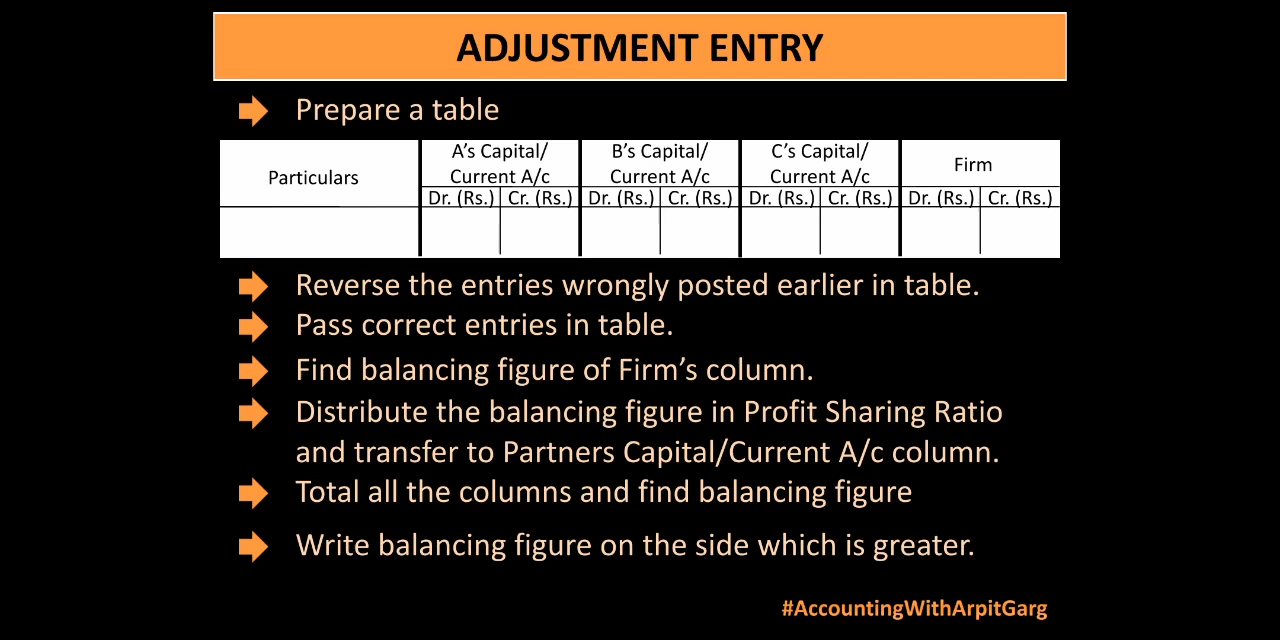 ADJUSTMENT ENTRY
Prepare a table
Particulars
A's Capital/
Current A/c
B's Capital/
Current A/c
C's Capital/
Current A/c
Firm
Dr. (Rs.) Cr. (Rs.) Dr. (Rs.) Cr. (Rs.) Dr. (Rs.) Cr. (Rs.) Dr. (Rs.) Cr. (Rs.)
Reverse the entries wrongly posted earlier in table.
Pass correct entries in table.
Find balancing figure of Firm's column.
Distribute the balancing figure in Profit Sharing Ratio
and transfer to Partners Capital/Current A/c column.
Total all the columns and find balancing figure
Write balancing figure on the side which is greater.
#AccountingWithArpitGarg